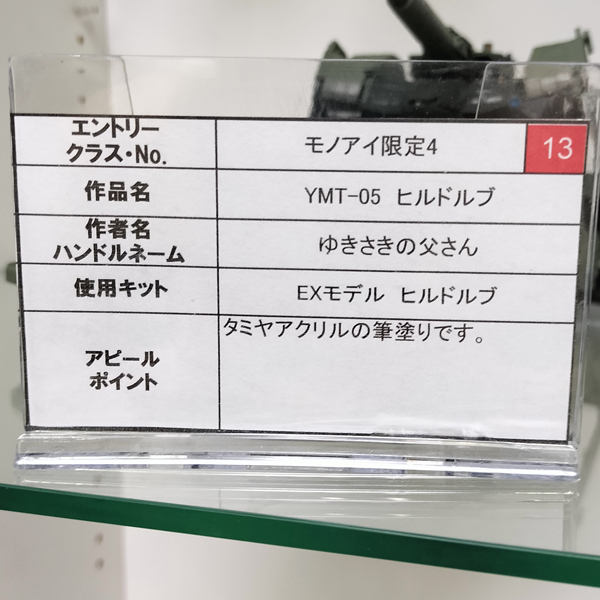 エントリー
クラス・No.
モノアイ限定4
13
作品名
YMT-05 ヒルドルブ
作者名
ハンドルネーム
ゆきさきの父さん
使用キット
EXモデル ヒルドルブ
アピール
ポイント
タミヤアクリルの筆塗りです。